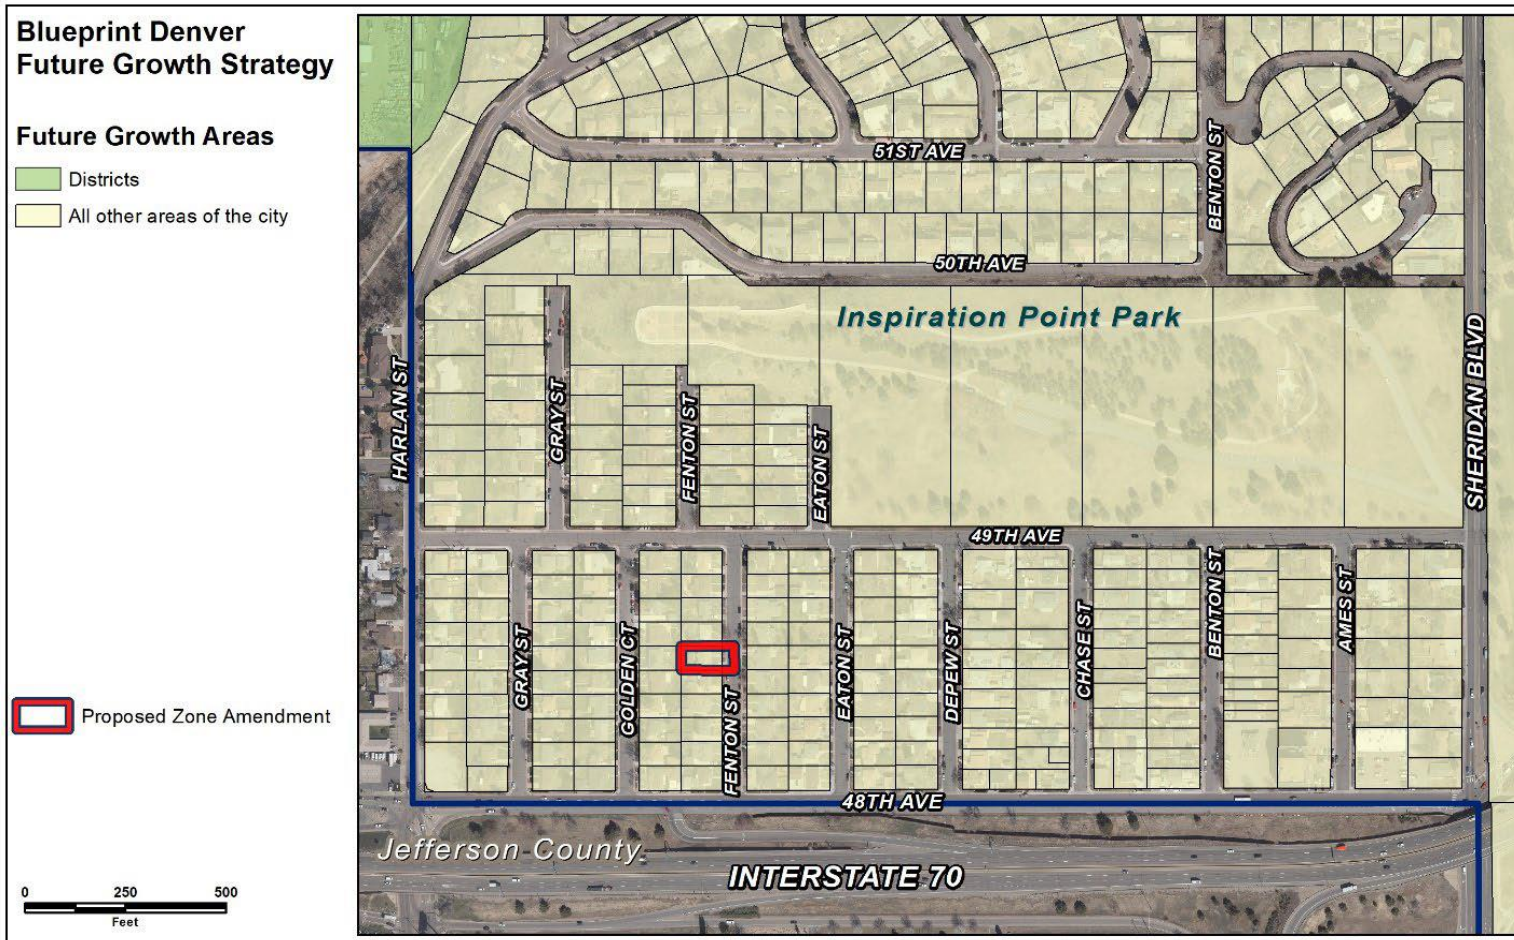 Blueprint Denver
Future Growth Strategy
Future Growth Areas
Districts
All other areas of the city
Proposed Zone Amendment
0 250 500
Feet
51ST AVE
BENTON ST
50TH AVE
Inspiration Point Park
HARLAN ST
GRAY ST
FENTON ST
EATON ST
SHERIDAN BLVD
49TH AVE
GRAY ST
GOLDEN CT
FENTON ST
EATON ST
DEPEW ST
CHASE ST
BENTON ST
AMES ST
48TH AVE
Jefferson County
INTERSTATE 70